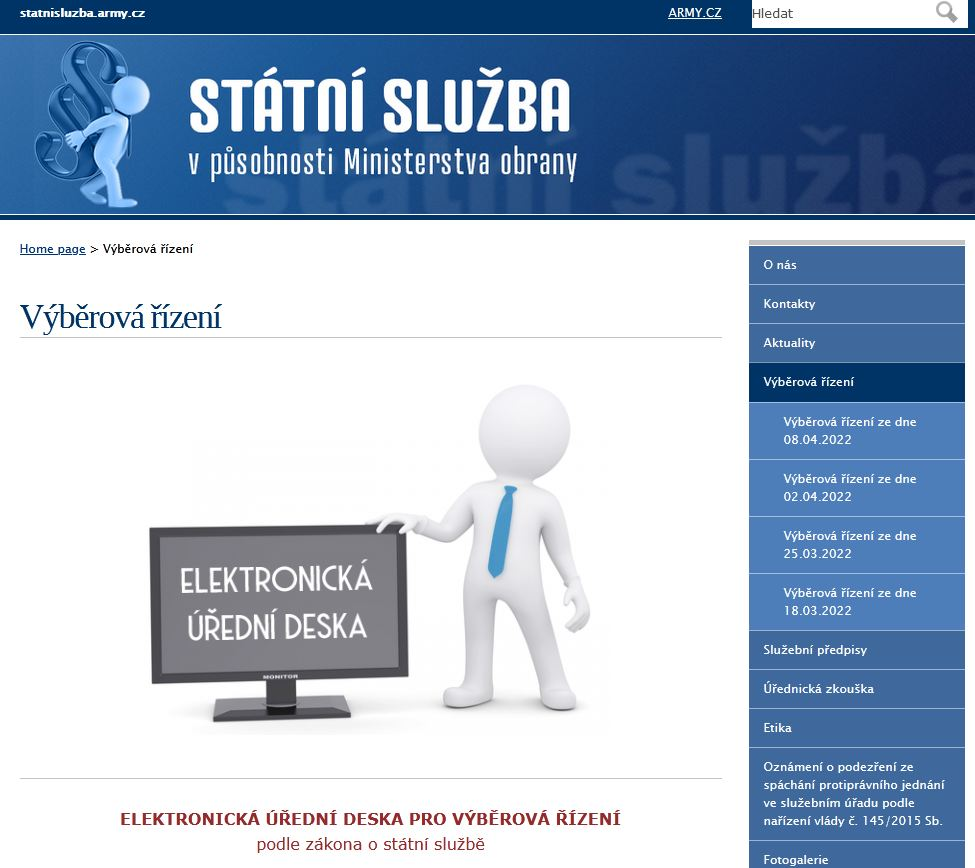 statnisluzba.army.cz
ARMY.CZ
Hledat
STÁTNÍ SLUŽBA
v působnosti Ministerstva obrany
státní služba
Home page > Výběrová řízení
Výběrová řízení
ELEKTRONICKÁ
ÚŘEDNÍ DESKA
MONITOR
ELEKTRONICKÁ ÚŘEDNÍ DESKA PRO VÝBĚROVÁ ŘÍZENÍ
podle zákona o státní službě
O nás
Kontakty
Aktuality
Výběrová řízení
Výběrová řízení ze dne
08.04.2022
Výběrová řízení ze dne
02.04.2022
Výběrová řízení ze dne
25.03.2022
Výběrová řízení ze dne
18.03.2022
Služební předpisy
Úřednická zkouška
Etika
Oznámení o podezření ze
spáchání protiprávního jednání
ve služebním úřadu podle
nařízení vlády č. 145/2015 Sb.
Fotogalerie